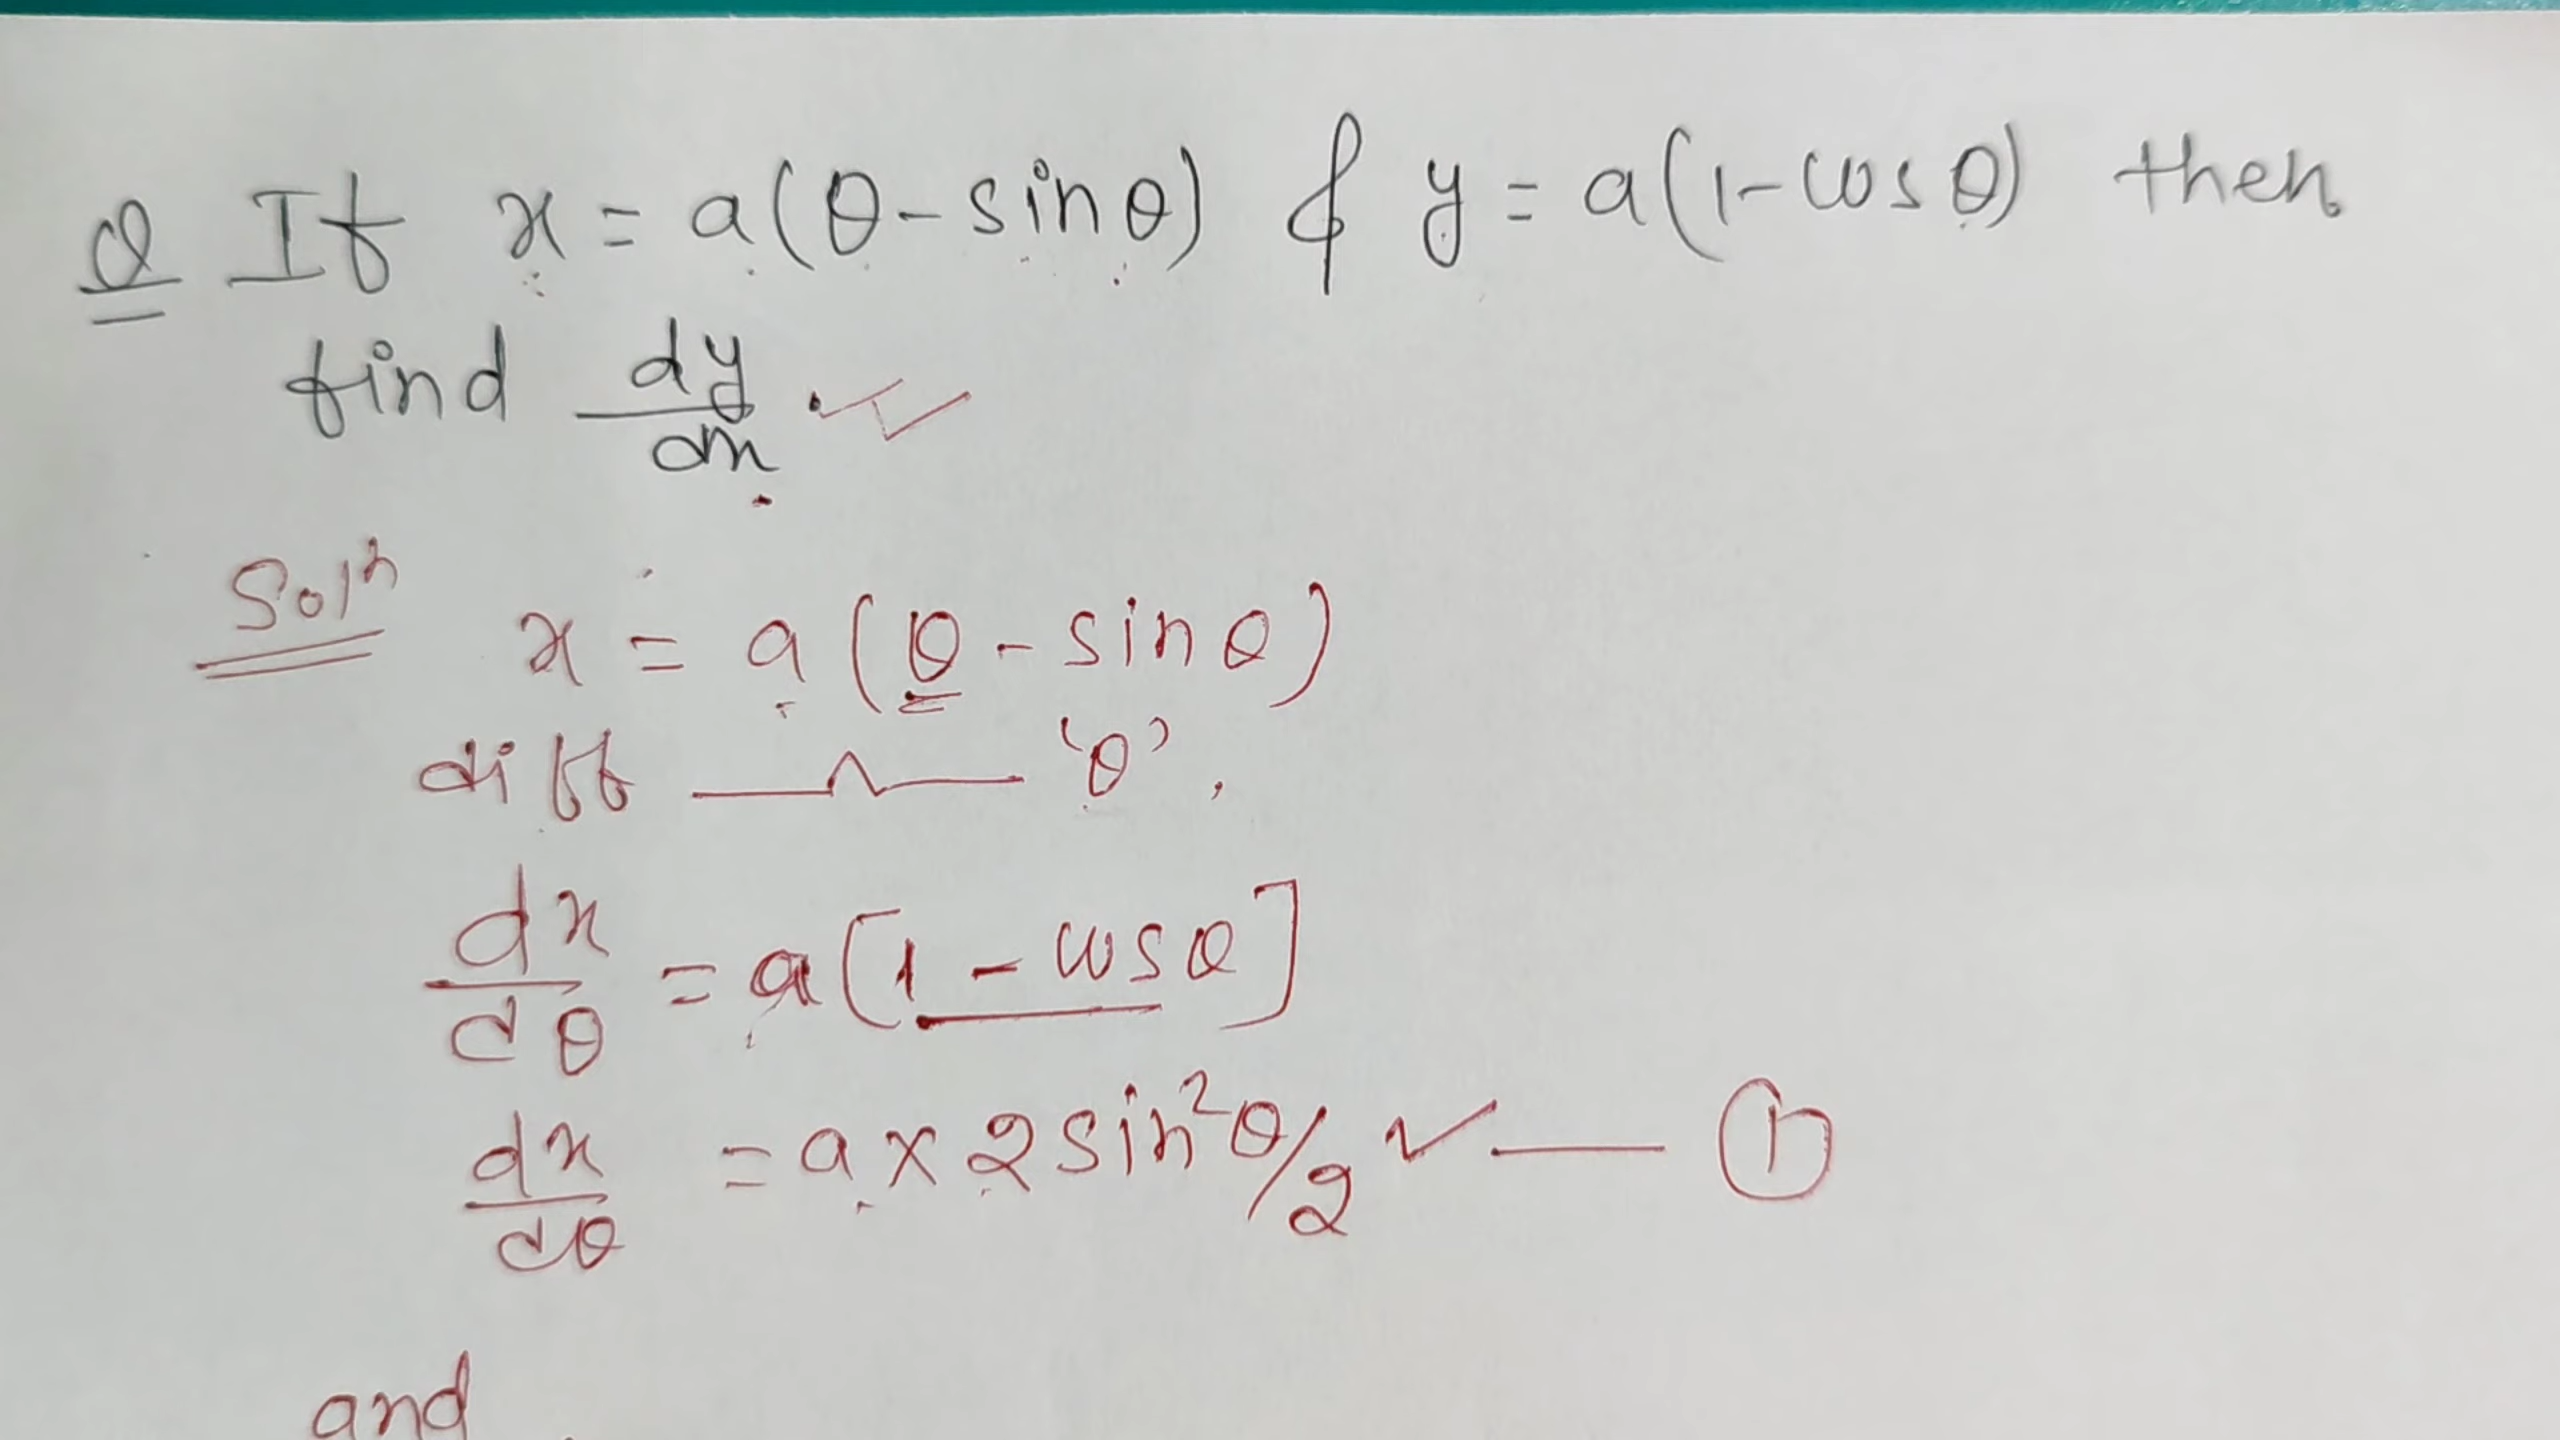 Q If x = a(θ-sinθ) & y = a(1-cosθ) then
find dy/dx.
Solⁿ x = a(θ-sinθ)
diff 'θ',
dx/dθ = a[1-cosθ]
dx/dθ = a×2sin²θ/2 ✓— ①
and